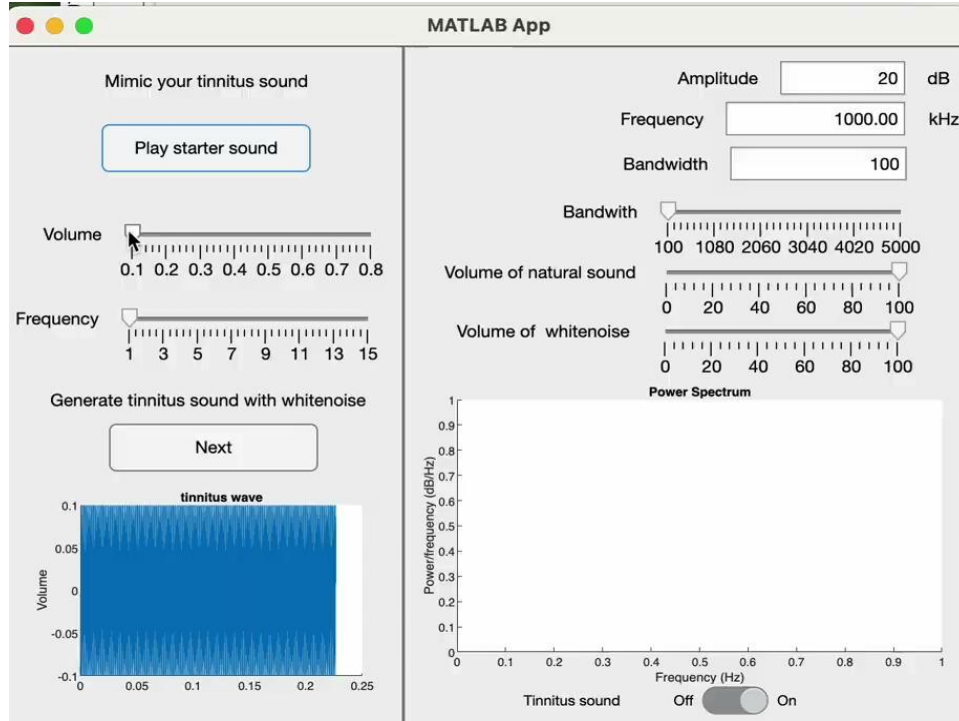 MATLAB App
Mimic your tinnitus sound
Play starter sound
Volume
0.1 0.2 0.3 0.4 0.5 0.6 0.7 0.8
Frequency
1 3 5 7 9 11 13 15
Generate tinnitus sound with whitenoise
Next
tinnitus wave
0.1
0.05
0
-0.05
-0.1
Volume
0 0.05 0.1 0.15 0.2 0.25
Amplitude 20 dB
Frequency 1000.00 kHz
Bandwidth 100
Bandwith
100 1080 2060 3040 4020 5000
Volume of natural sound
0 20 40 60 80 100
Volume of whitenoise
0 20 40 60 80 100
Power Spectrum
1
0.9
0.8
0.7
0.6
0.5
0.4
0.3
0.2
0.1
0
Power/frequency (dB/Hz)
0 0.1 0.2 0.3 0.4 0.5 0.6 0.7 0.8 0.9 1
Frequency (Hz)
Tinnitus sound Off On